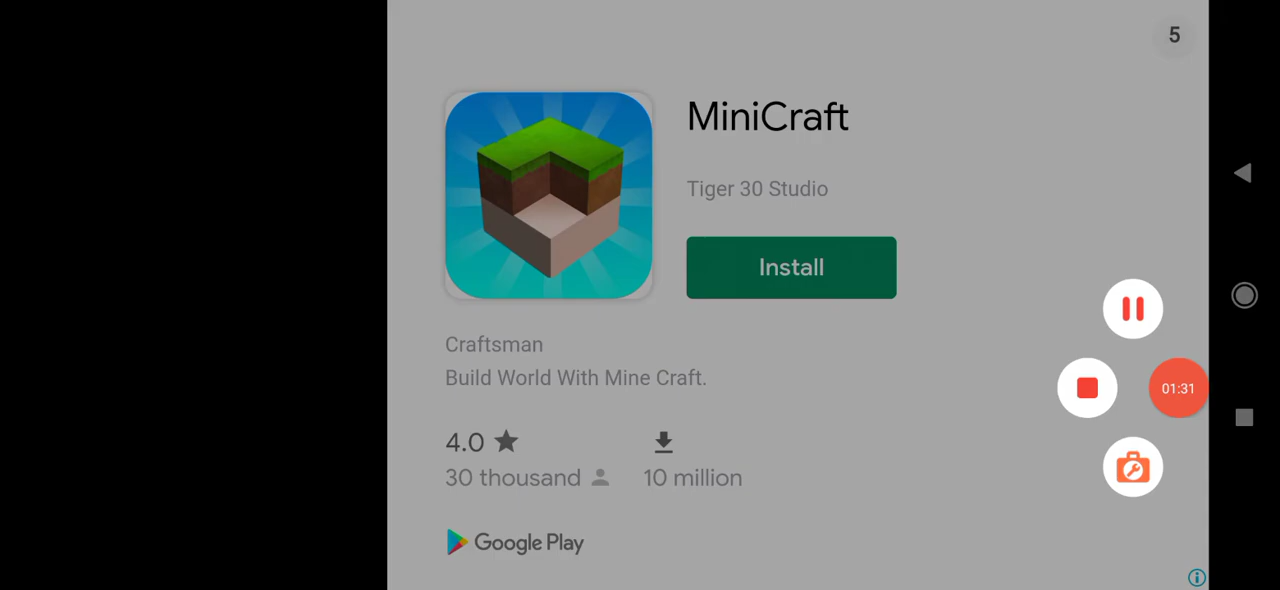 5
MiniCraft
Tiger 30 Studio
Install
Craftsman
Build World With Mine Craft.
01:31
4.0
30 thousand
10 million
Google Play